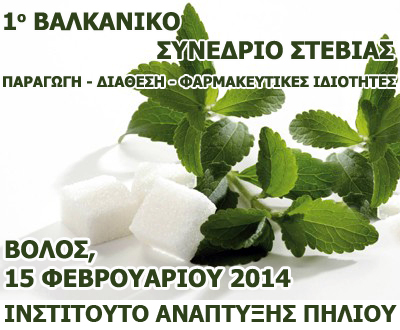 1ο ΒΑΛΚΑΝΙΚΟ
ΣΥΝΕΔΡΙΟ ΣΤΕΒΙΑΣ
ΠΑΡΑΓΩΓΗ - ΔΙΑΘΕΣΗ - ΦΑΡΜΑΚΕΥΤΙΚΕΣ ΙΔΙΟΤΗΤΕΣ
ΒΟΛΟΣ,
15 ΦΕΒΡΟΥΑΡΙΟΥ 2014
ΙΝΣΤΙΤΟΥΤΟ ΑΝΑΠΤΥΞΗΣ ΠΗΛΙΟΥ